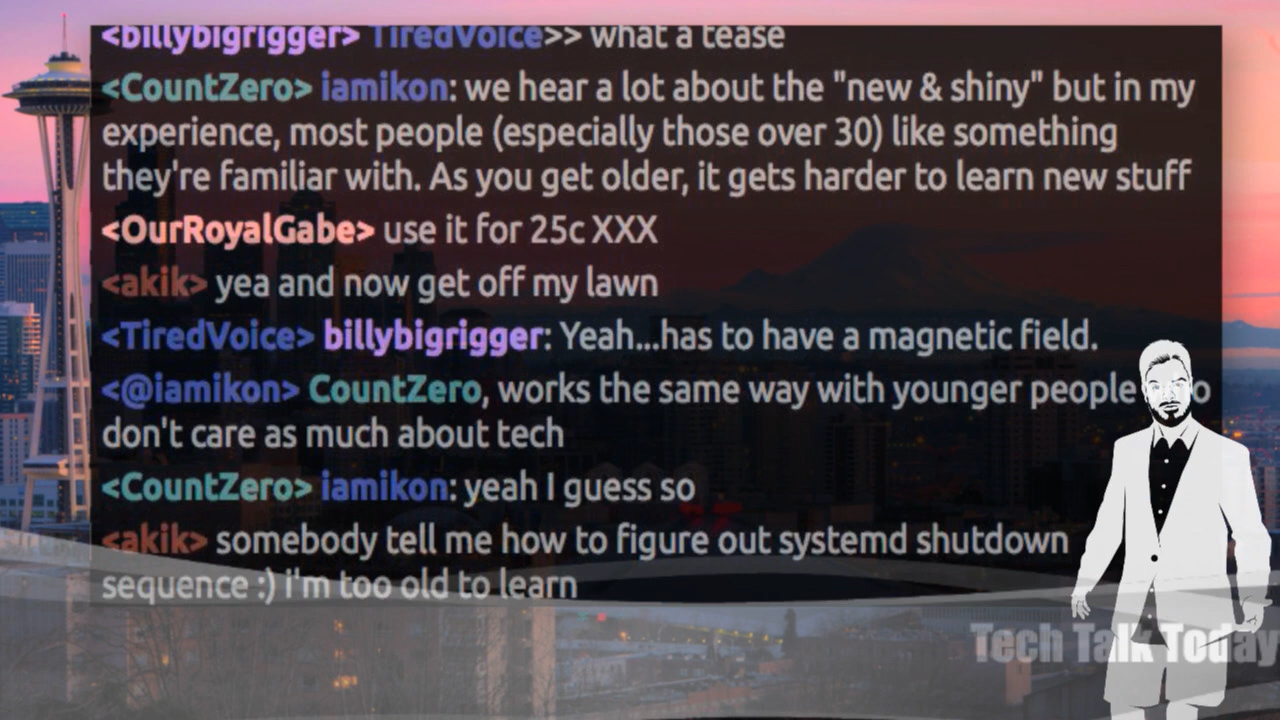 <billybigrigger> TiredVoice>> what a tease
<CountZero> iamikon: we hear a lot about the "new & shiny" but in my
experience, most people (especially those over 30) like something
they're familiar with. As you get older, it gets harder to learn new stuff
<OurRoyalGabe> use it for 25c XXX
<akik> yea and now get off my lawn
<TiredVoice> billybigrigger: Yeah...has to have a magnetic field.
<@iamikon> CountZero, works the same way with younger people
don't care as much about tech
<CountZero> iamikon: yeah I guess so
<akik> somebody tell me how to figure out systemd shutdown
sequence :) i'm too old to learn
Tech Talk Today